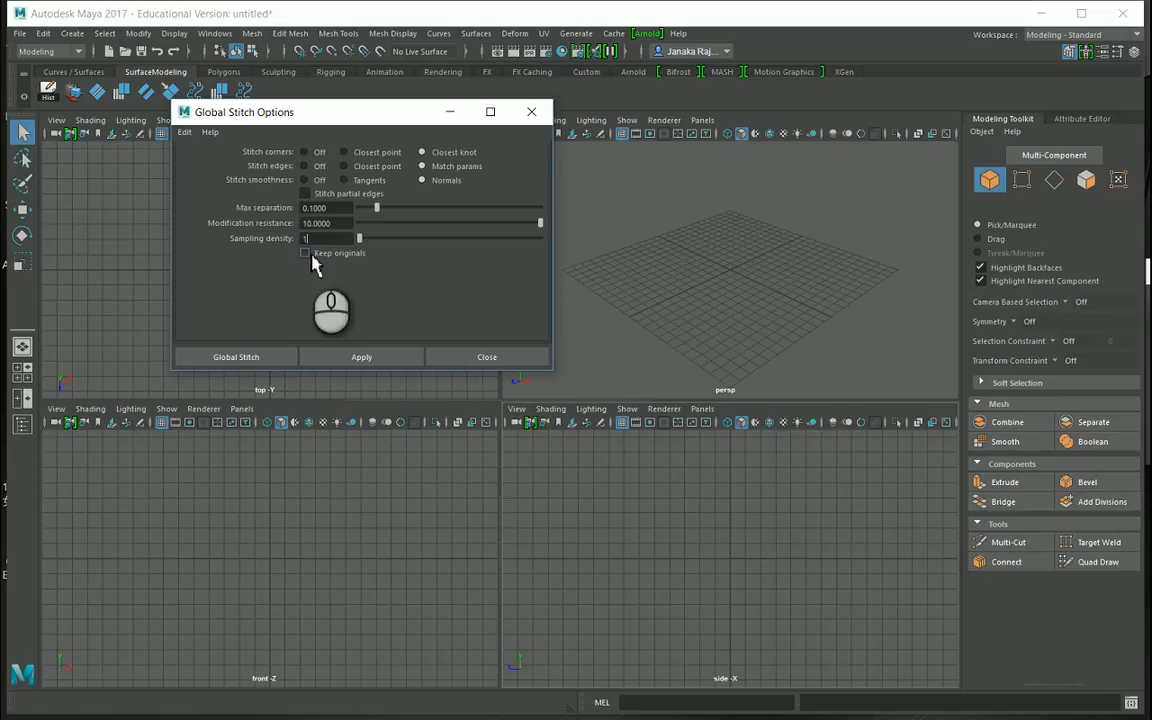 Autodesk Maya 2017 - Educational Version: untitled*
File Edit Create Select Modify Display Windows Mesh Edit Mesh Mesh Tools Mesh Display Curves Surfaces Deform UV Generate Cache [Arnold] Help
Workspace : Modeling - Standard
Modeling No Live Surface Janaka Raj...
Curves / Surfaces SurfaceModeling Polygons Sculpting Rigging Animation Rendering FX FX Caching Custom Arnold Bifrost MASH Motion Graphics XGen
Hist
Global Stitch Options
Edit Help
Stitch corners: Off Closest point Closest knot
Stitch edges: Off Closest point Match params
Stitch smoothness: Off Tangents Normals
Stitch partial edges
Max separation: 0.1000
Modification resistance: 10.0000
Sampling density: 1
Keep originals
Global Stitch Apply Close
View Shading Lighting
Lighting Show Renderer Panels
top -Y
persp
View Shading Lighting Show Renderer Panels
View Shading Lighting Show Renderer Panels
front -Z
side -X
Modeling Toolkit Attribute Editor
Object Help
Multi-Component
Pick/Marquee
Drag
Tweak/Marquee
Highlight Backfaces
Highlight Nearest Component
Camera Based Selection Off
Symmetry Off
Selection Constraint Off 0
Transform Constraint Off
Soft Selection
Mesh
Combine Separate
Smooth Boolean
Components
Extrude Bevel
Bridge Add Divisions
Tools
Multi-Cut Target Weld
Connect Quad Draw
MEL